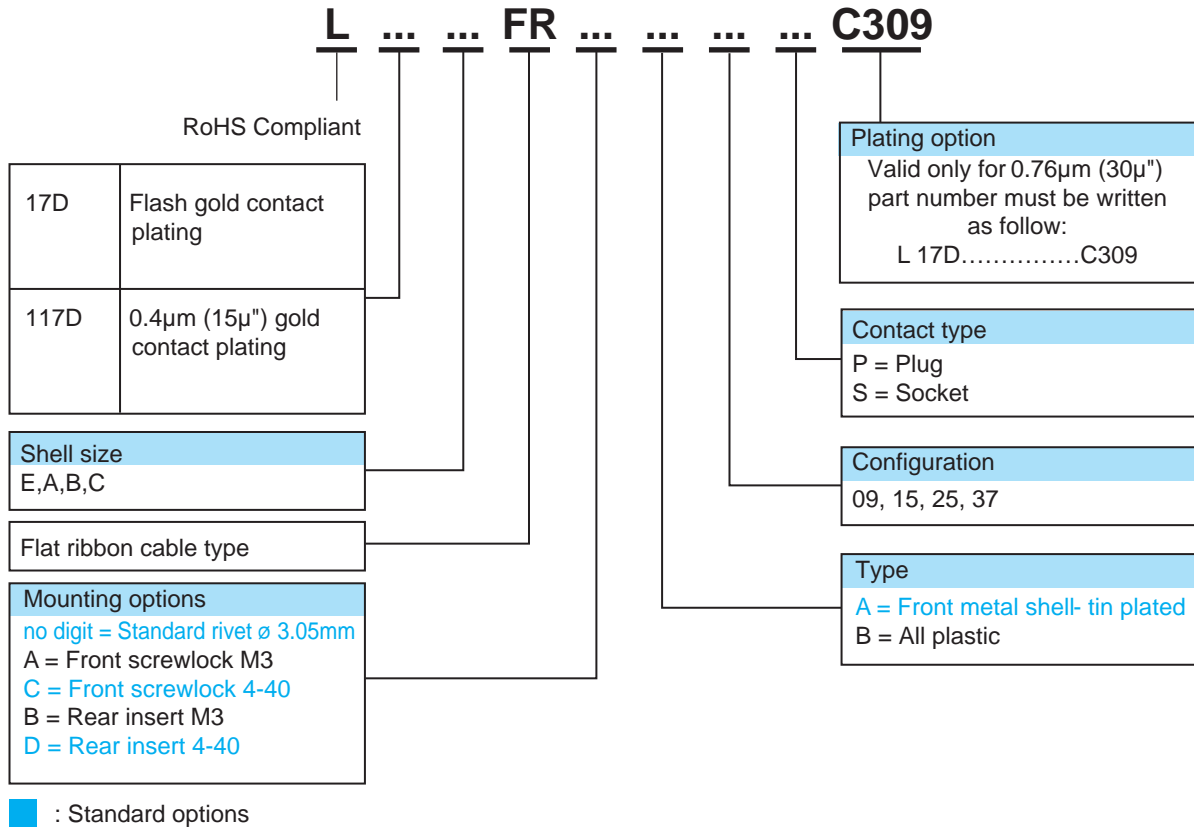 L ... ... FR ... ... ... ... C309
RoHS Compliant
17D
Flash gold contact
plating
117D
0.4µm (15µ") gold
contact plating
Shell size
E,A,B,C
Flat ribbon cable type
Mounting options
no digit = Standard rivet ø 3.05mm
A = Front screwlock M3
C = Front screwlock 4-40
B = Rear insert M3
D = Rear insert 4-40
: Standard options
Plating option
Valid only for 0.76µm (30µ")
part number must be written
as follow:
L 17D...............C309
Contact type
P = Plug
S = Socket
Configuration
09, 15, 25, 37
Type
A = Front metal shell- tin plated
B = All plastic